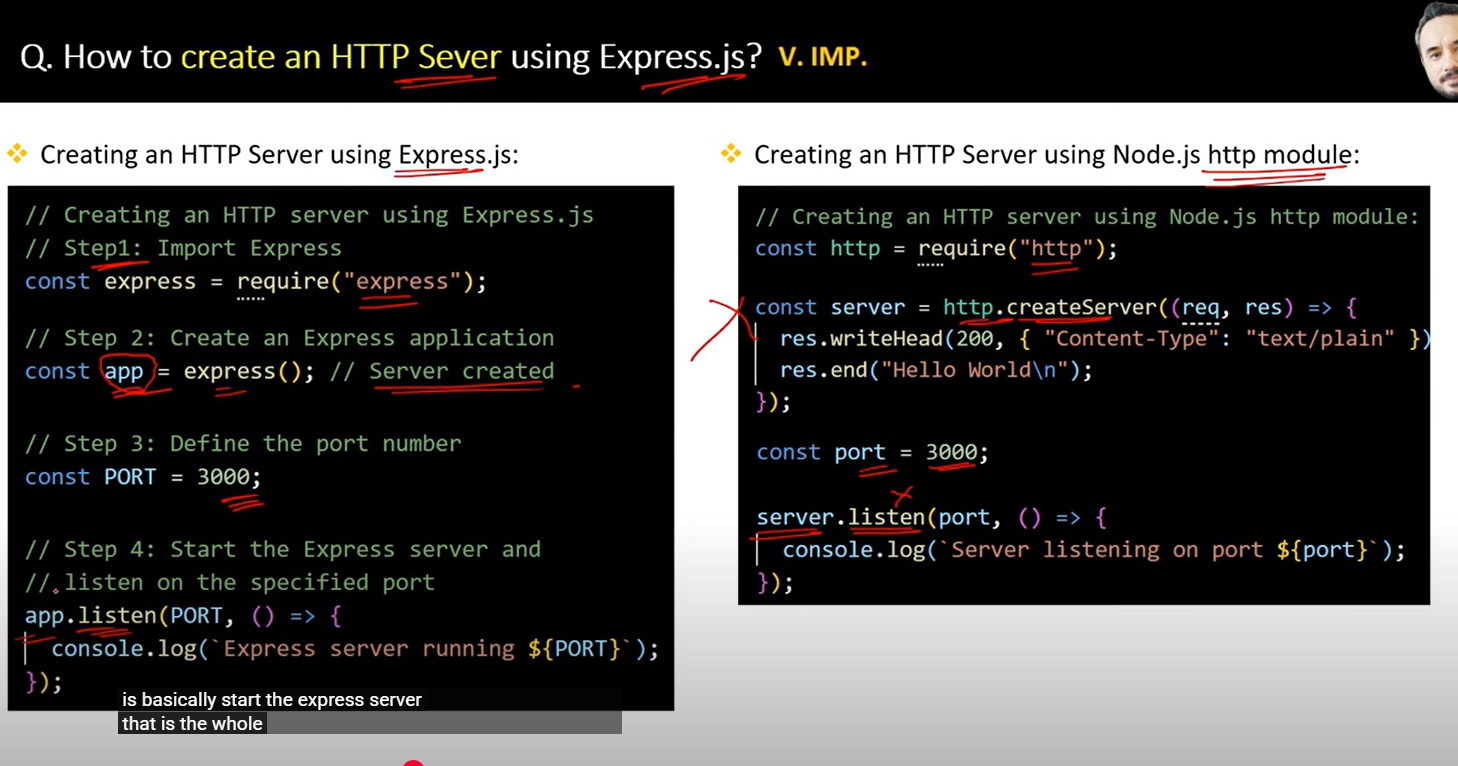 Q. How to create an HTTP Sever using Express.js? V. IMP.
Creating an HTTP Server using Express.js:
// Creating an HTTP server using Express.js
// Step1: Import Express
const express = require("express");
// Step 2: Create an Express application
const app = express(); // Server created
// Step 3: Define the port number
const PORT = 3000;
// Step 4: Start the Express server and
// listen on the specified port
app.listen(PORT, () => {
console.log(`Express server running ${PORT}`);
});
is basically start the express server
that is the whole
Creating an HTTP Server using Node.js http module:
// Creating an HTTP server using Node.js http module:
const http = require("http");
const server = http.createServer((req, res) => {
res.writeHead(200, { "Content-Type": "text/plain" })
res.end("Hello World\n");
});
const port = 3000;
server.listen(port, () => {
console.log(`Server listening on port ${port}`);
});